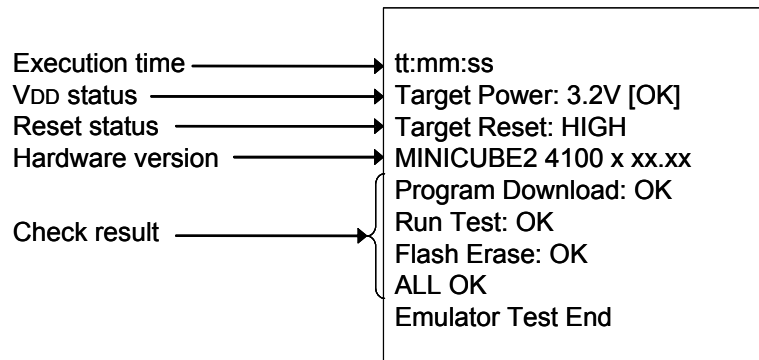 Execution time
VDD status
Reset status
Hardware version
Check result
tt:mm:ss
Target Power: 3.2V [OK]
Target Reset: HIGH
MINICUBE2 4100 x xx.xx
Program Download: OK
Run Test: OK
Flash Erase: OK
ALL OK
Emulator Test End